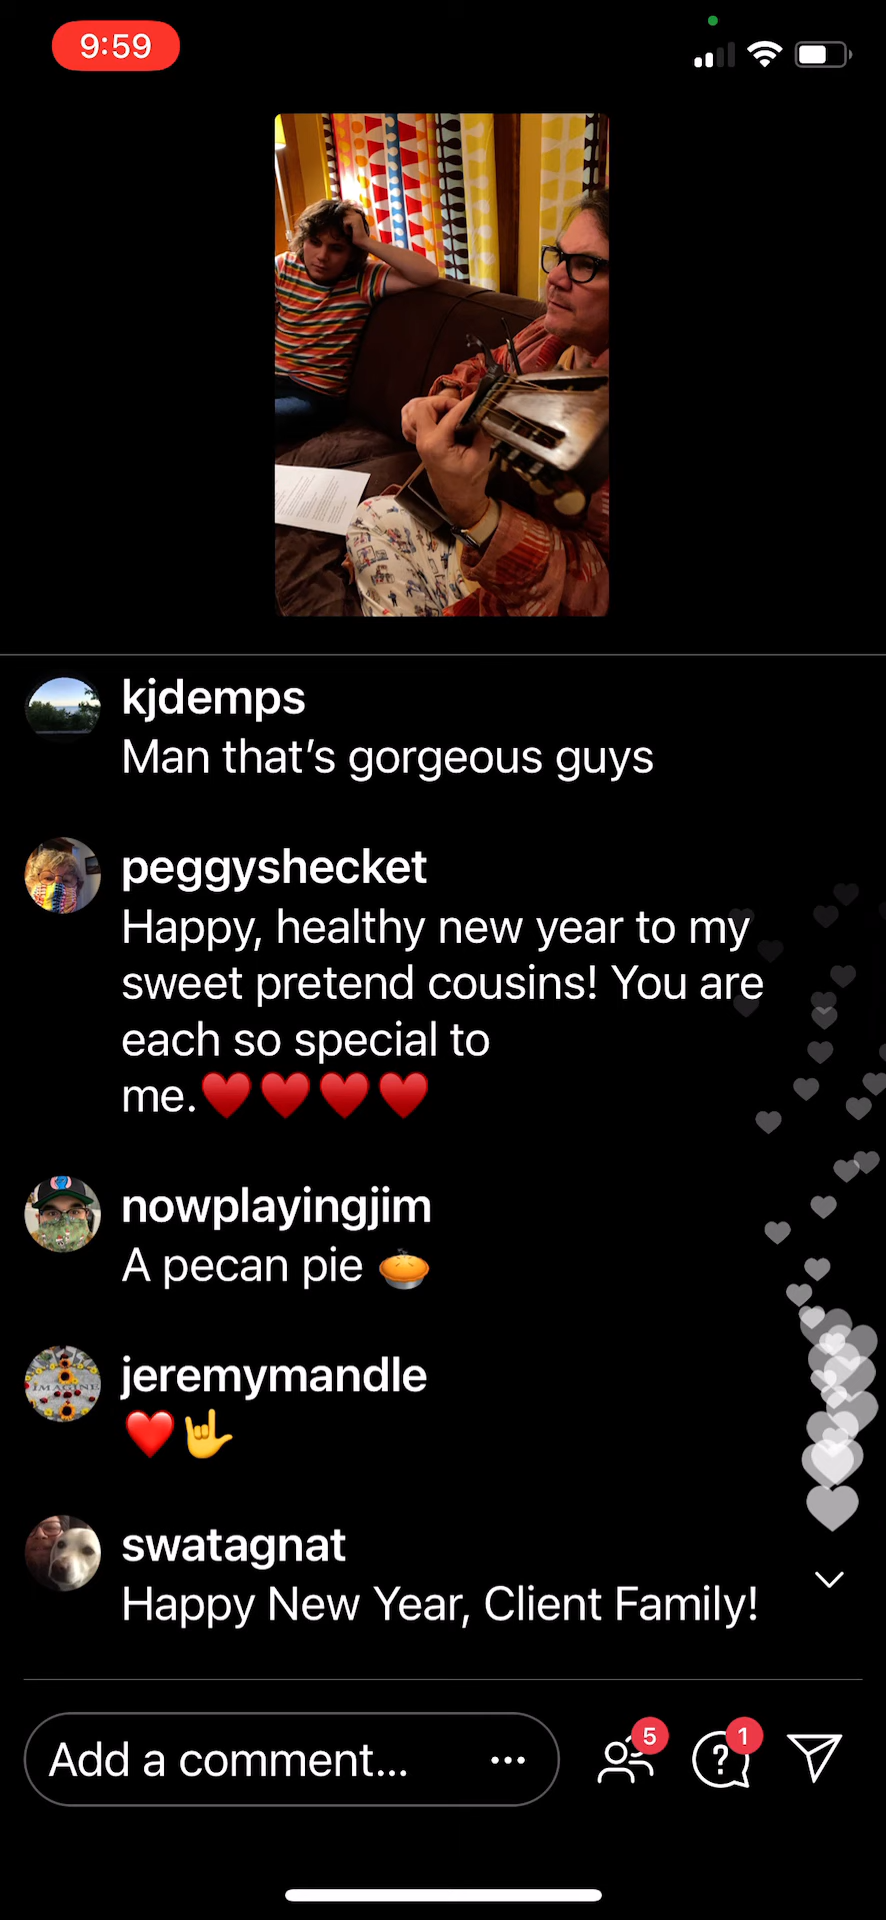 9:59
kjdemps
Man that’s gorgeous guys
peggyshecket
Happy, healthy new year to my
sweet pretend cousins! You are
each so special to
me.❤️❤️❤️❤️
nowplayingjim
A pecan pie 🥧
IMAGINE
jeremymandle
❤️🤟
swatagnat
Happy New Year, Client Family!
Add a comment...
5
?
1